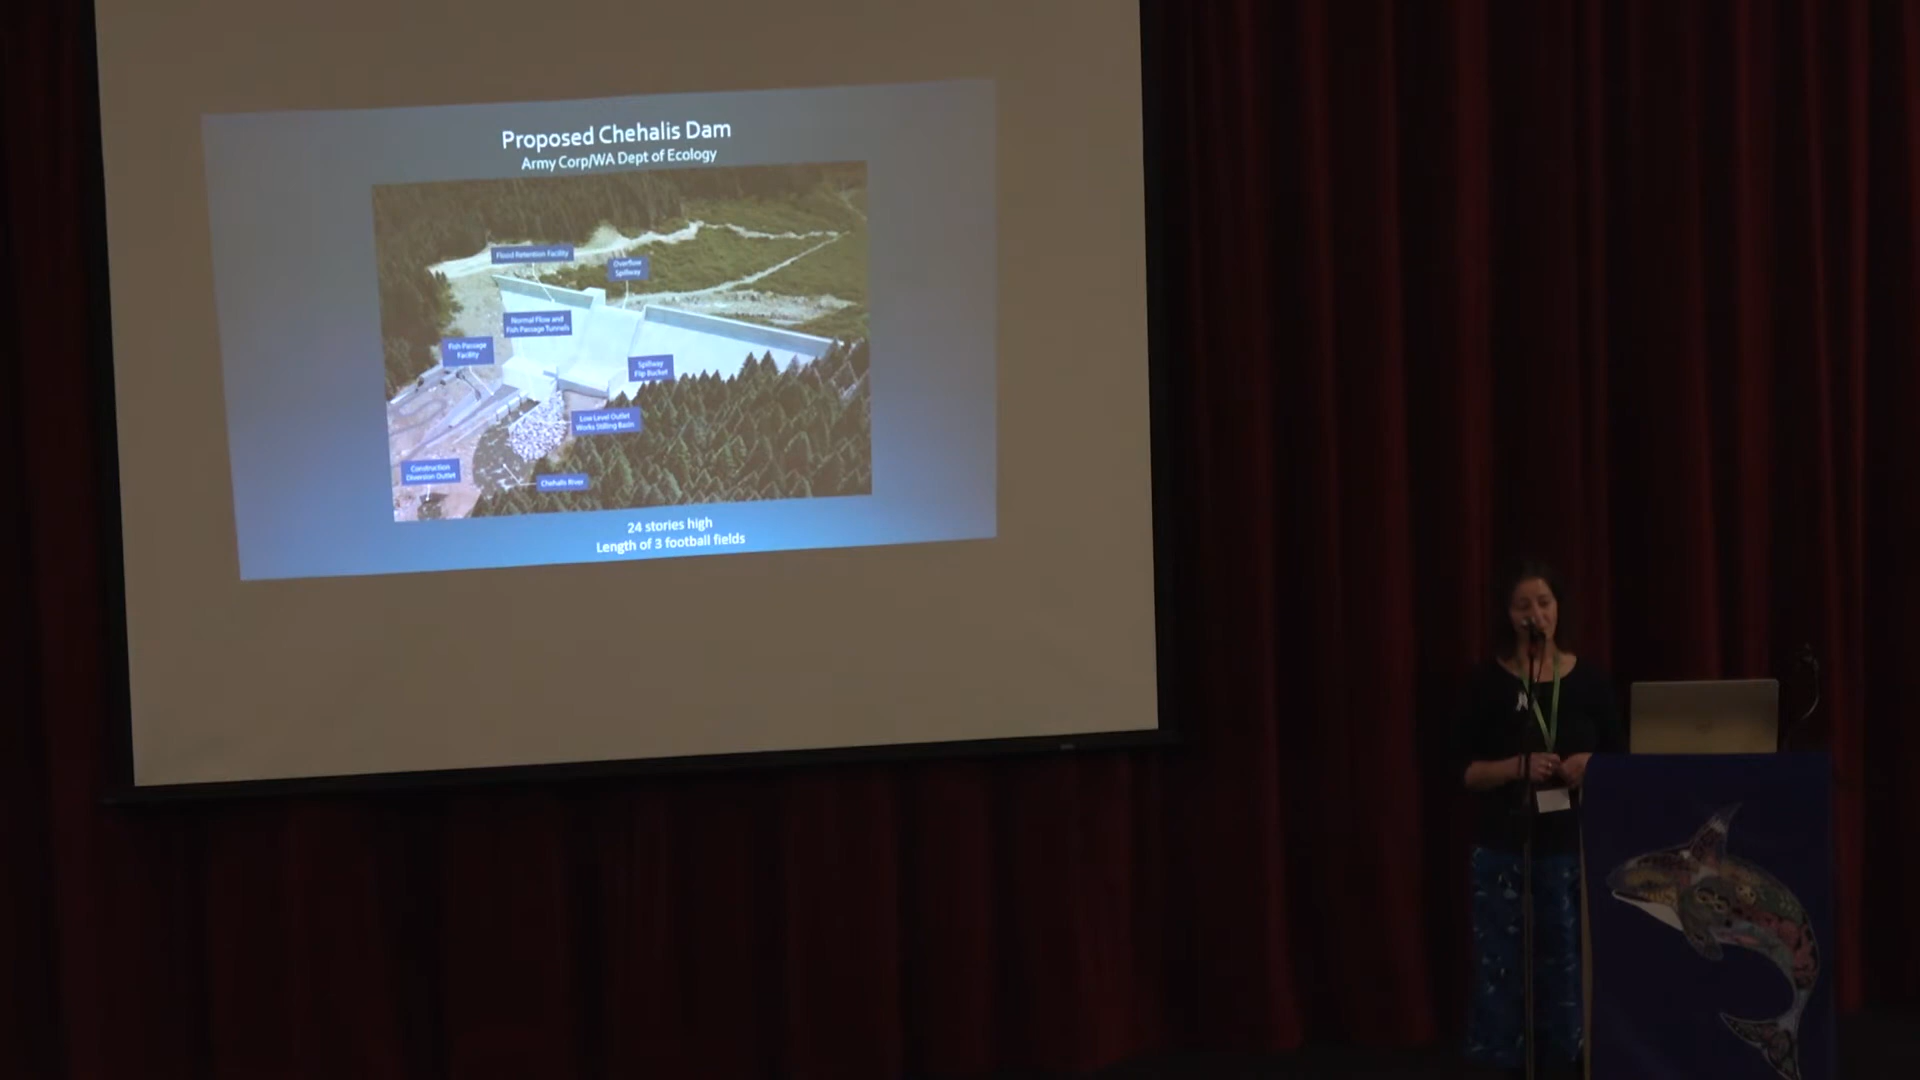 Proposed Chehalis Dam
Army Corp/WA Dept of Ecology
Flood Retention Facility
Overflow
Spillway
Normal Flow and
Fish Passage Tunnels
Fish Passage
Facility
Spillway
Flip Bucket
Low Level Outlet
Works Stilling Basin
Construction
Diversion Outlet
Chehalis River
24 stories high
Length of 3 football fields